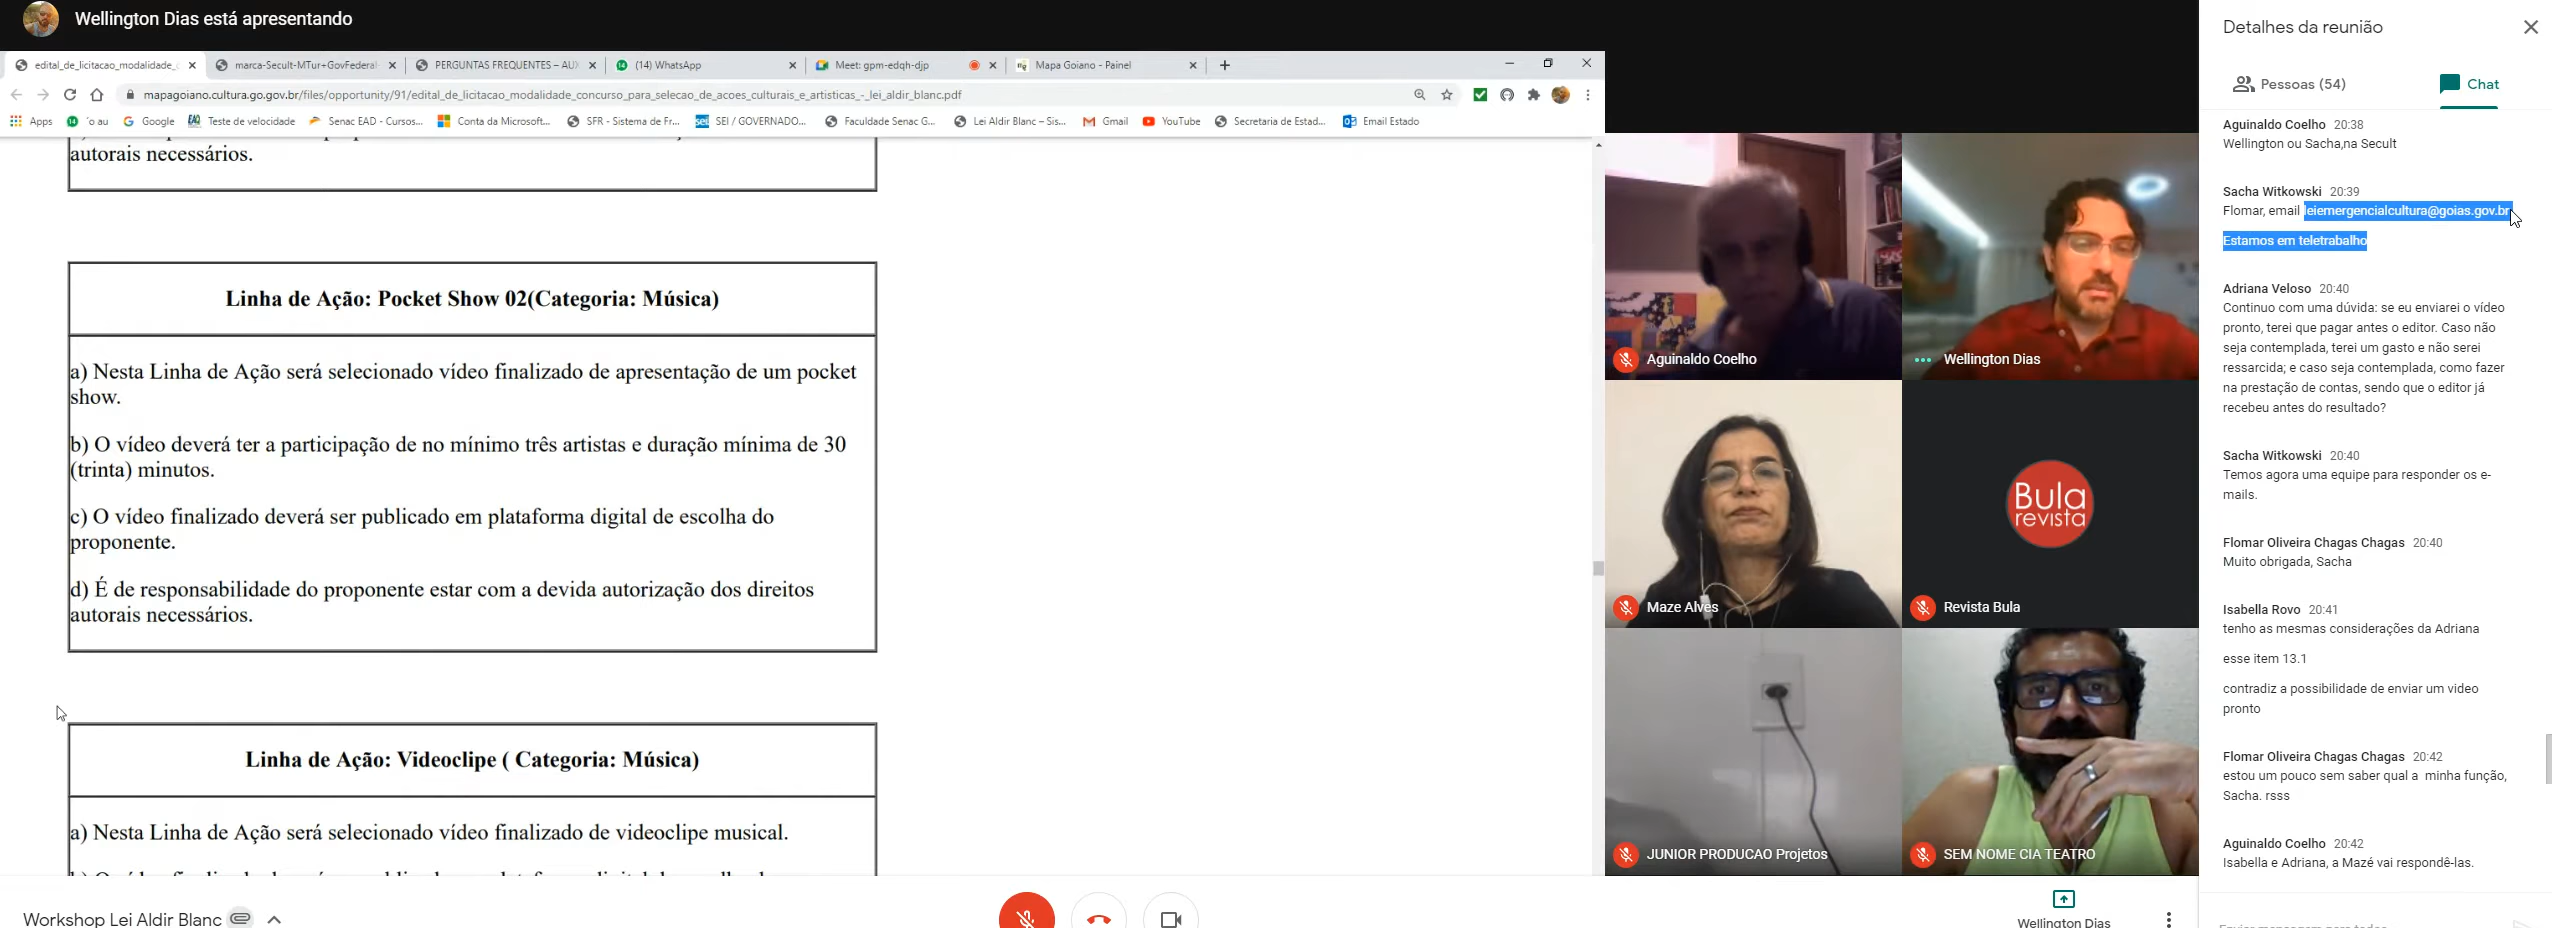 Wellington Dias está apresentando
edital_de_licitacao_modalidade_
marca-Secult-MTur+GovFederal
PERGUNTAS FREQUENTES – AU
(14) WhatsApp
Meet: gpm-edqh-djp
Mapa Goiano - Painel
mapagoiano.cultura.go.gov.br/files/opportunity/91/edital_de_licitacao_modalidade_concurso_para_selecao_de_acoes_culturais_e_artisticas_-_lei_aldir_blanc.pdf
Apps
Google
Teste de velocidade
Senac EAD - Cursos...
Conta da Microsoft...
SFR - Sistema de Fr...
SEI / GOVERNADO...
Faculdade Senac G...
Lei Aldir Blanc – Sis...
Gmail
YouTube
Secretaria de Estad...
Email Estado
autorais necessários.
Linha de Ação: Pocket Show 02(Categoria: Música)
a) Nesta Linha de Ação será selecionado vídeo finalizado de apresentação de um pocket
show.
b) O vídeo deverá ter a participação de no mínimo três artistas e duração mínima de 30
(trinta) minutos.
c) O vídeo finalizado deverá ser publicado em plataforma digital de escolha do
proponente.
d) É de responsabilidade do proponente estar com a devida autorização dos direitos
autorais necessários.
Linha de Ação: Videoclipe ( Categoria: Música)
a) Nesta Linha de Ação será selecionado vídeo finalizado de videoclipe musical.
Aguinaldo Coelho
Wellington Dias
Maze Alves
Bula
revista
Revista Bula
JUNIOR PRODUCAO Projetos
SEM NOME CIA TEATRO
Detalhes da reunião
Pessoas (54)
Chat
Aguinaldo Coelho 20:38
Wellington ou Sacha,na Secult
Sacha Witkowski 20:39
Flomar, email leiemergencialcultura@goias.gov.br
Estamos em teletrabalho
Adriana Veloso 20:40
Continuo com uma dúvida: se eu enviarei o vídeo
pronto, terei que pagar antes o editor. Caso não
seja contemplada, terei um gasto e não serei
ressarcida; e caso seja contemplada, como fazer
na prestação de contas, sendo que o editor já
recebeu antes do resultado?
Sacha Witkowski 20:40
Temos agora uma equipe para responder os e-
mails.
Flomar Oliveira Chagas Chagas 20:40
Muito obrigada, Sacha
Isabella Rovo 20:41
tenho as mesmas considerações da Adriana
esse item 13.1
contradiz a possibilidade de enviar um video
pronto
Flomar Oliveira Chagas Chagas 20:42
estou um pouco sem saber qual a minha função,
Sacha. rsss
Aguinaldo Coelho 20:42
Isabella e Adriana, a Mazé vai respondê-las.
Workshop Lei Aldir Blanc
Wellington Dias